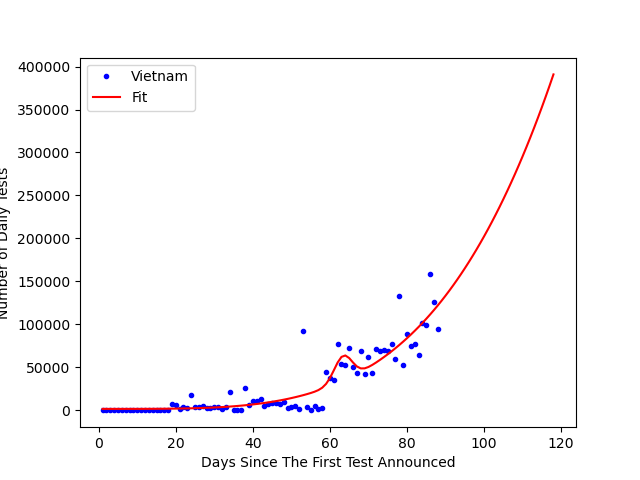 Vietnam
Fit
400000
350000
300000
250000
200000
150000
100000
50000
0
Number of Daily Tests
0 20 40 60 80 100 120
Days Since The First Test Announced